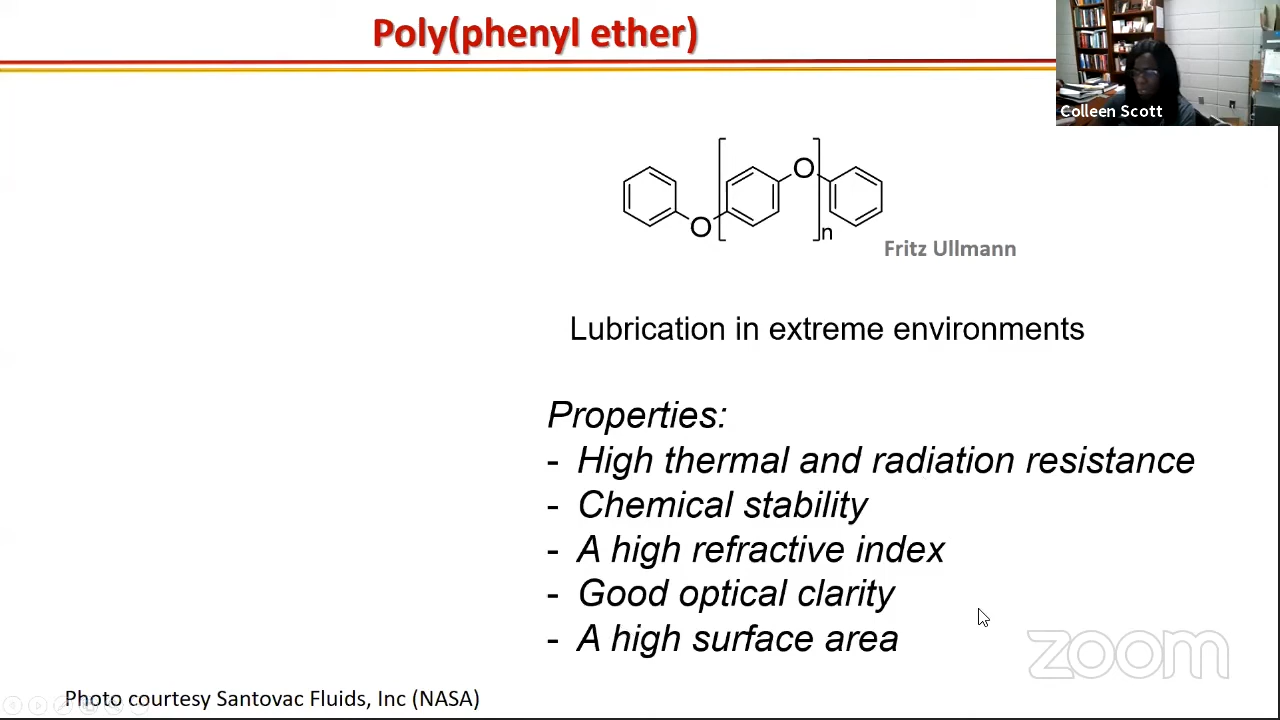 Poly(phenyl ether)
Colleen Scott
O
O
n
Fritz Ullmann
Lubrication in extreme environments
Properties:
- High thermal and radiation resistance
- Chemical stability
- A high refractive index
- Good optical clarity
- A high surface area
zoom
Photo courtesy Santovac Fluids, Inc (NASA)